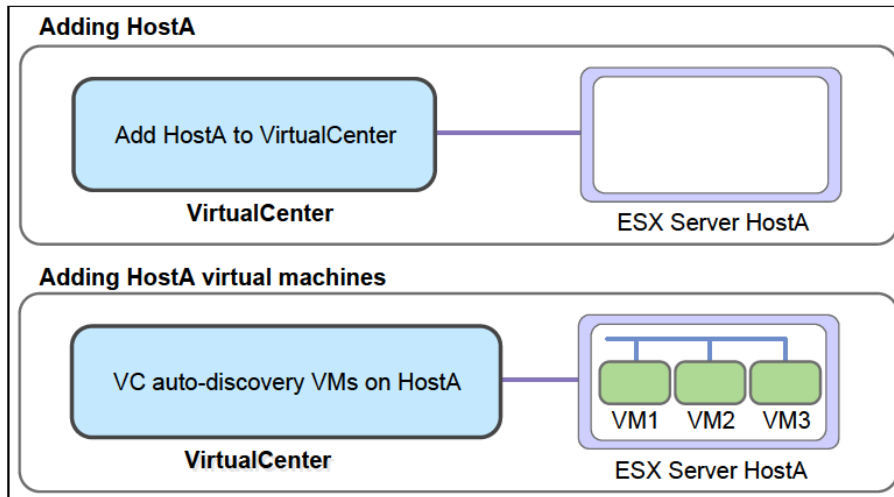 Adding HostA
Add HostA to VirtualCenter
VirtualCenter
ESX Server HostA
Adding HostA virtual machines
VC auto-discovery VMs on HostA
VM1 VM2 VM3
VirtualCenter
ESX Server HostA